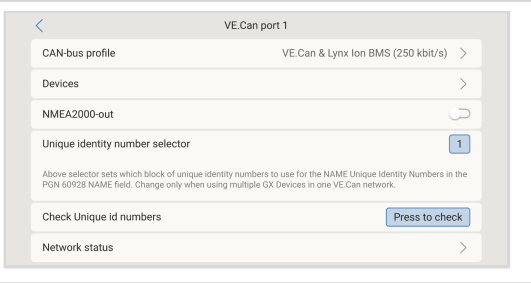 VE.Can port 1
CAN-bus profile VE.Can & Lynx Ion BMS (250 kbit/s)
Devices
NMEA2000-out
Unique identity number selector 1
Above selector sets which block of unique identity numbers to use for the NAME Unique Identity Numbers in the
PGN 60928 NAME field. Change only when using multiple GX Devices in one VE.Can network.
Check Unique id numbers Press to check
Network status